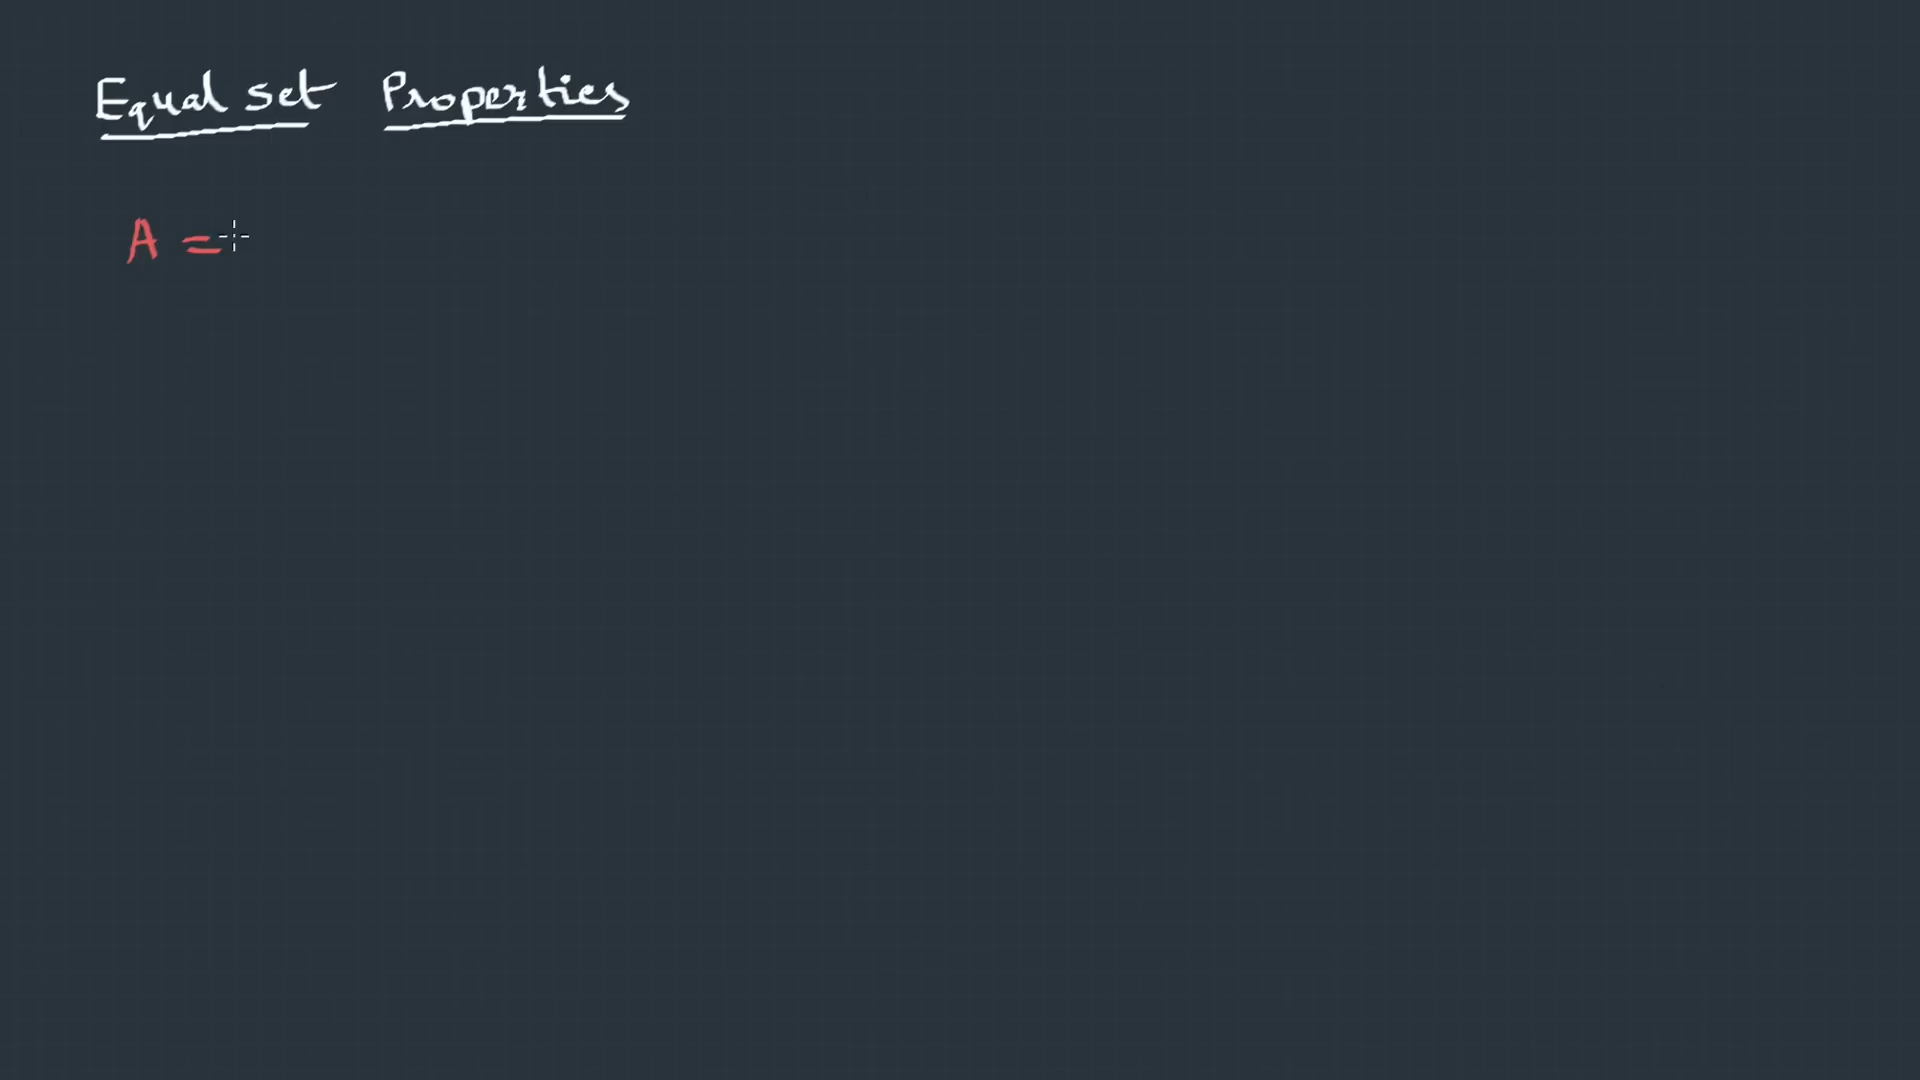 Equal set Properties
A =